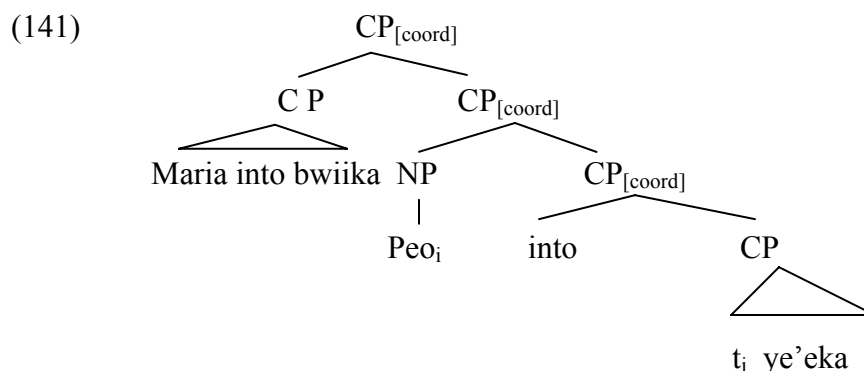 (141) CP[coord]
C P CP[coord]
Maria into bwiika NP CP[coord]
Peoi into CP
ti ye’eka